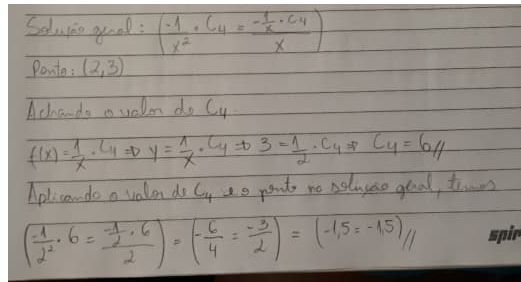 Solução geral: (-1/x² · C₄ = -1/x · C₄ / x)
Ponto: (2,3)
Achando o valor de C₄.
f(x) = 1/x · C₄ ⇒ y = 1/x · C₄ ⇒ 3 = 1/2 · C₄ ⇒ C₄ = 6//
Aplicando o valor de C₄ e o ponto na solução geral, temos
(-1/2² · 6 = -1/2 · 6 / 2) = (-6/4 = -3/2) = (-1,5 = -1,5)//
spir